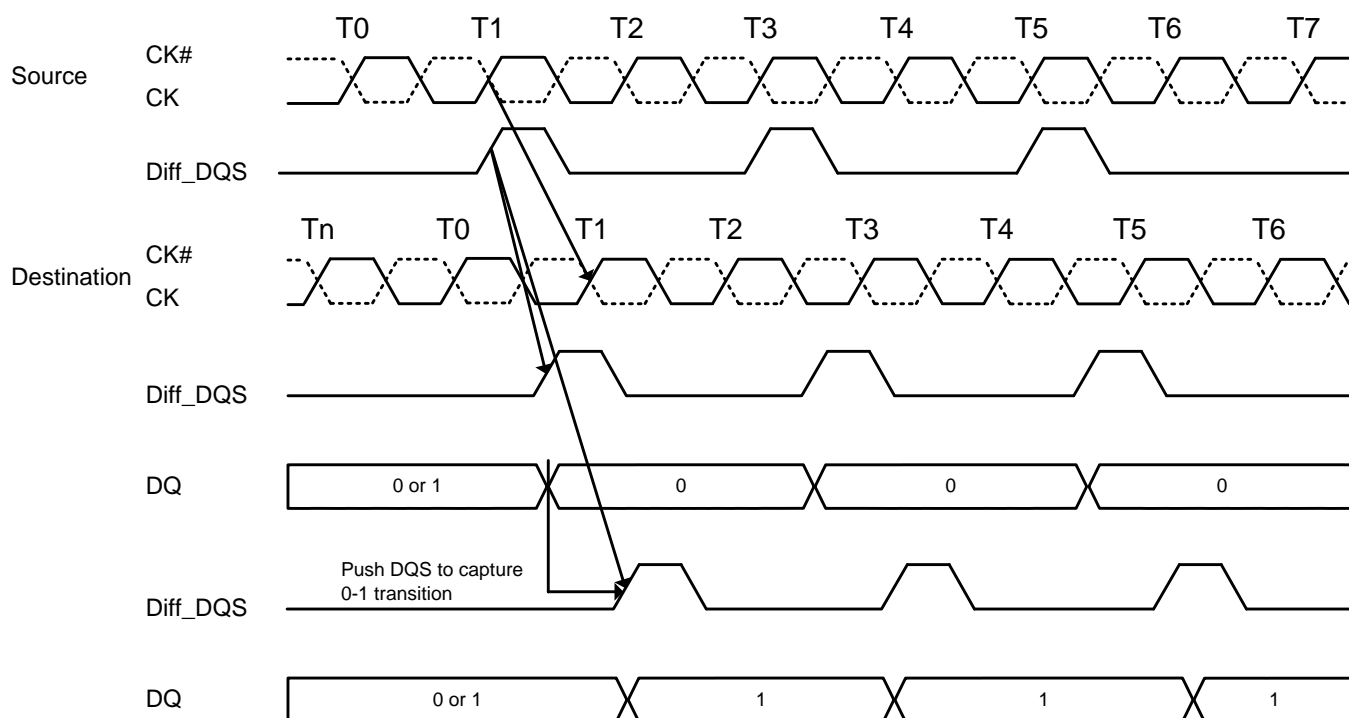 T0 T1 T2 T3 T4 T5 T6 T7
Source
CK#
CK
Diff_DQS
Tn T0 T1 T2 T3 T4 T5 T6
Destination
CK#
CK
Diff_DQS
DQ 0 or 1 0 0 0
Push DQS to capture
0-1 transition
Diff_DQS
DQ 0 or 1 1 1 1